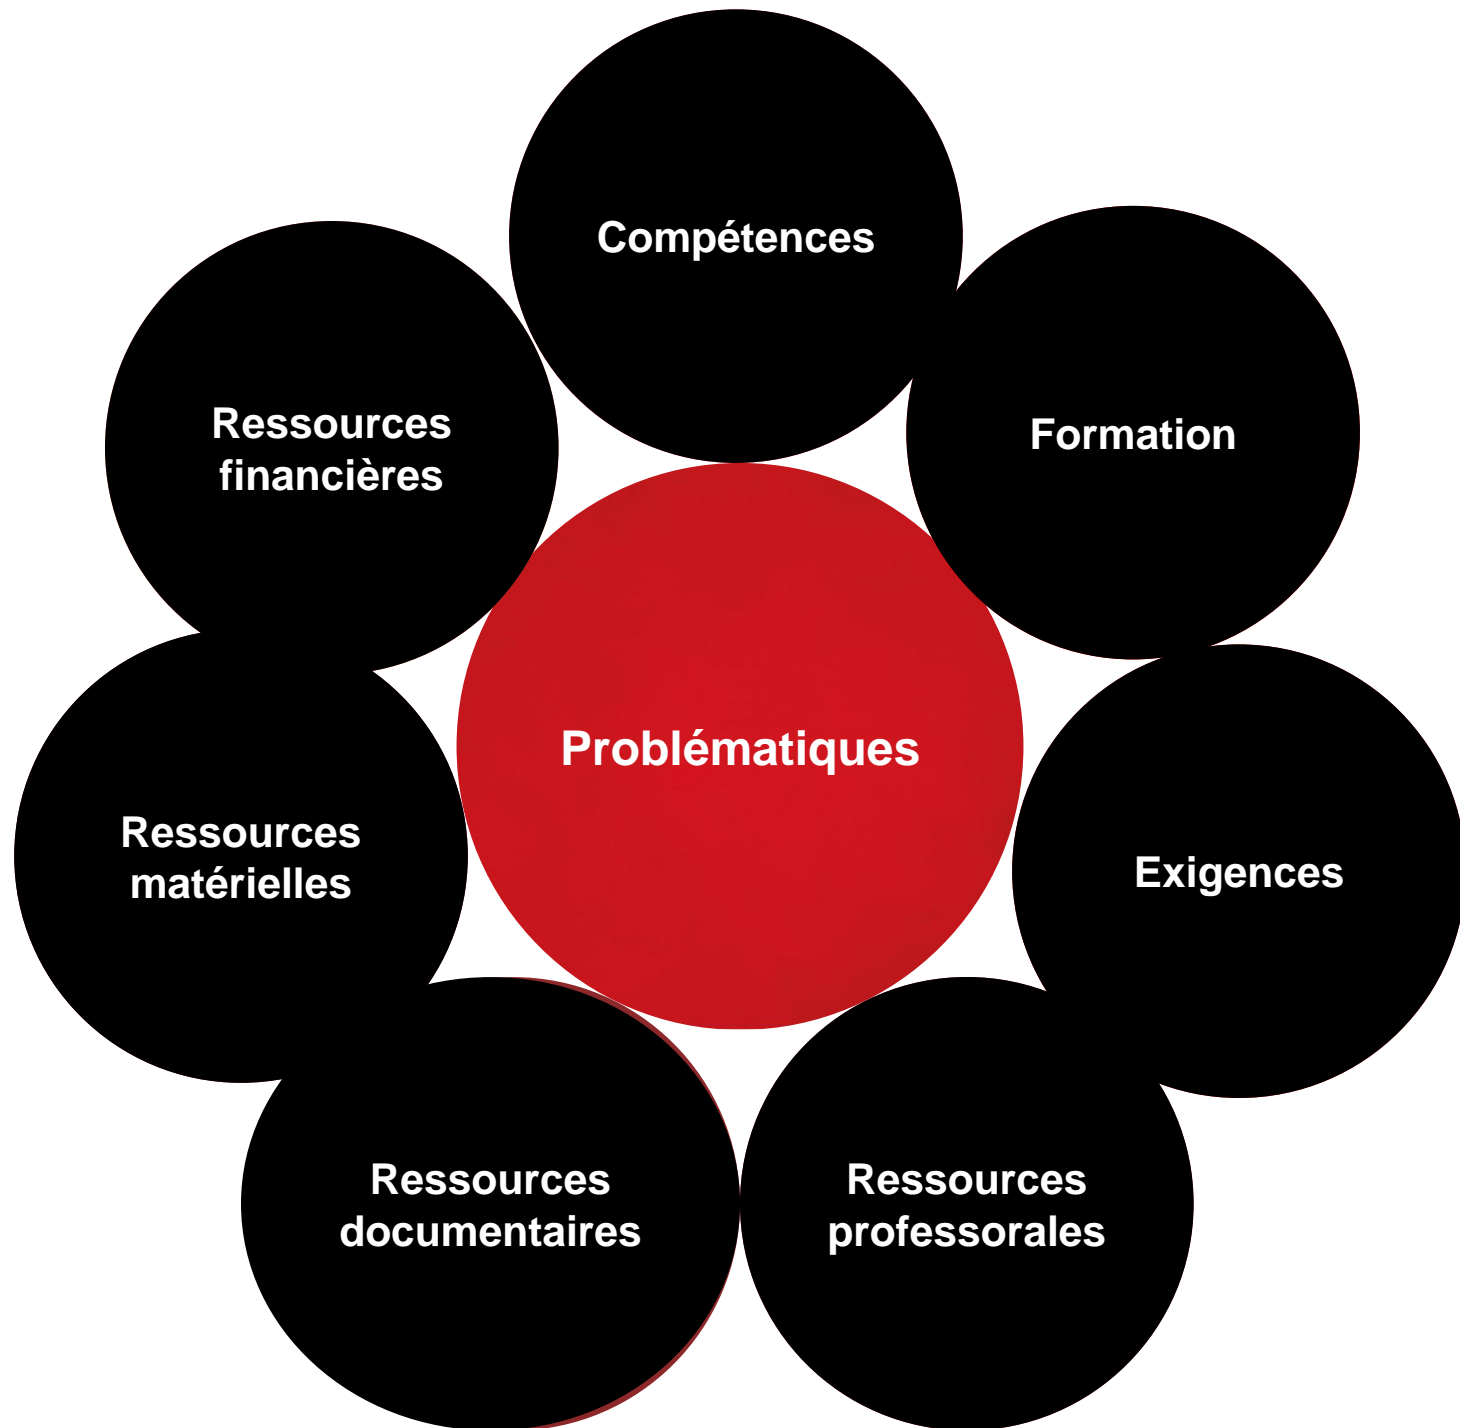 Compétences
Formation
Ressources
financières
Problématiques
Ressources
matérielles
Exigences
Ressources
documentaires
Ressources
professorales